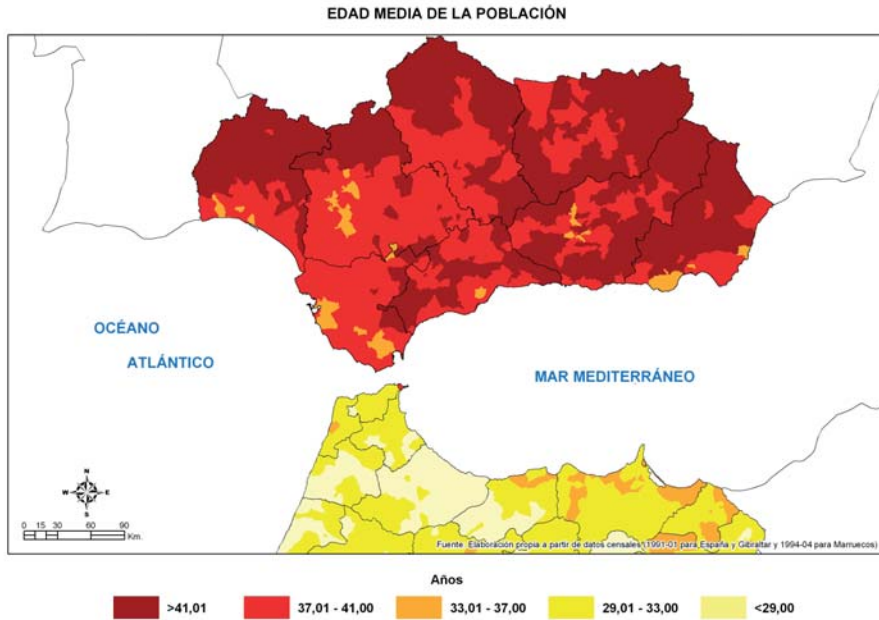 EDAD MEDIA DE LA POBLACIÓN
OCÉANO
ATLÁNTICO
MAR MEDITERRÁNEO
N
W E
S
0 15 30 60 90
Km.
Fuente: Elaboración propia a partir de datos censales (1991-01 para España y Gibraltar y 1994-04 para Marruecos)
Años
>41,01 37,01 - 41,00 33,01 - 37,00 29,01 - 33,00 <29,00